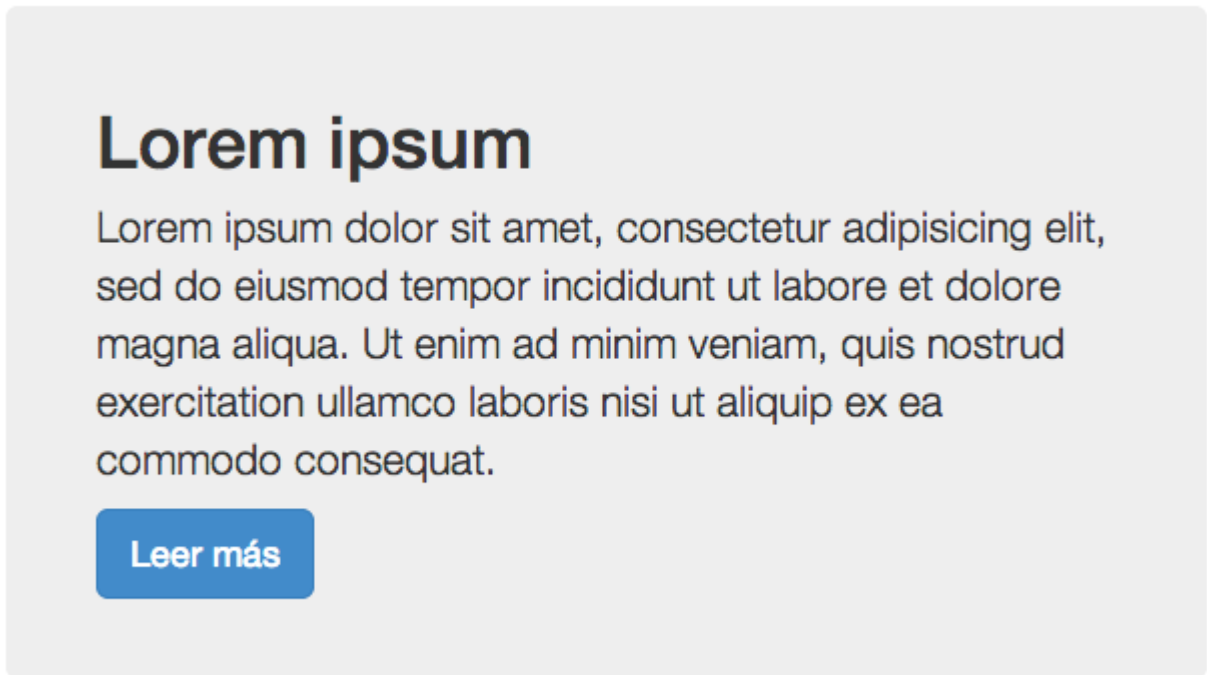 Lorem ipsum
Lorem ipsum dolor sit amet, consectetur adipisicing elit,
sed do eiusmod tempor incididunt ut labore et dolore
magna aliqua. Ut enim ad minim veniam, quis nostrud
exercitation ullamco laboris nisi ut aliquip ex ea
commodo consequat.
Leer más